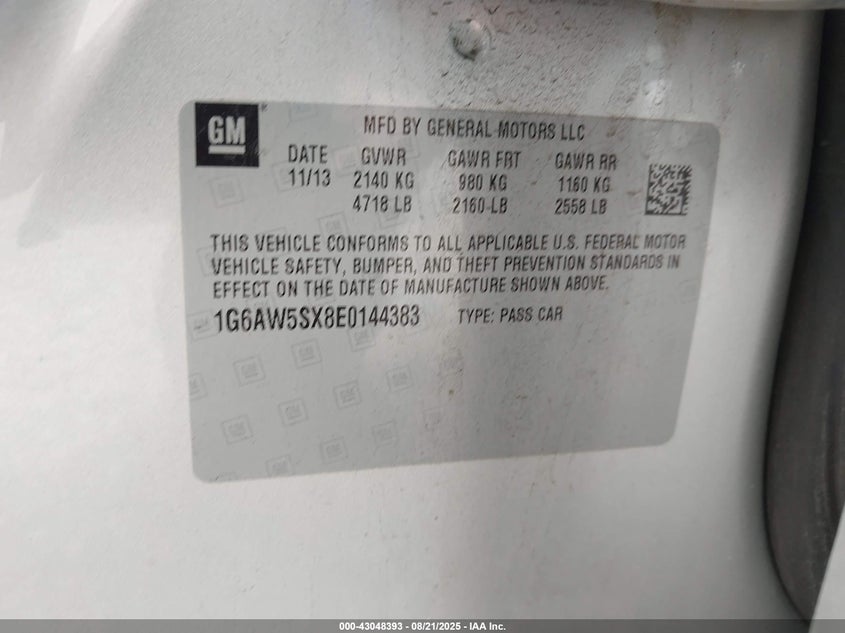 GM
MFD BY GENERAL MOTORS LLC
DATE GVWR GAWR FRT GAWR RR
11/13 2140 KG 980 KG 1160 KG
4718 LB 2160 LB 2558 LB
THIS VEHICLE CONFORMS TO ALL APPLICABLE U.S. FEDERAL MOTOR
VEHICLE SAFETY, BUMPER, AND THEFT PREVENTION STANDARDS IN
EFFECT ON THE DATE OF MANUFACTURE SHOWN ABOVE.
1G6AW5SX8E0144383 TYPE: PASS CAR
000-43048393 - 08/21/2025 - IAA Inc.